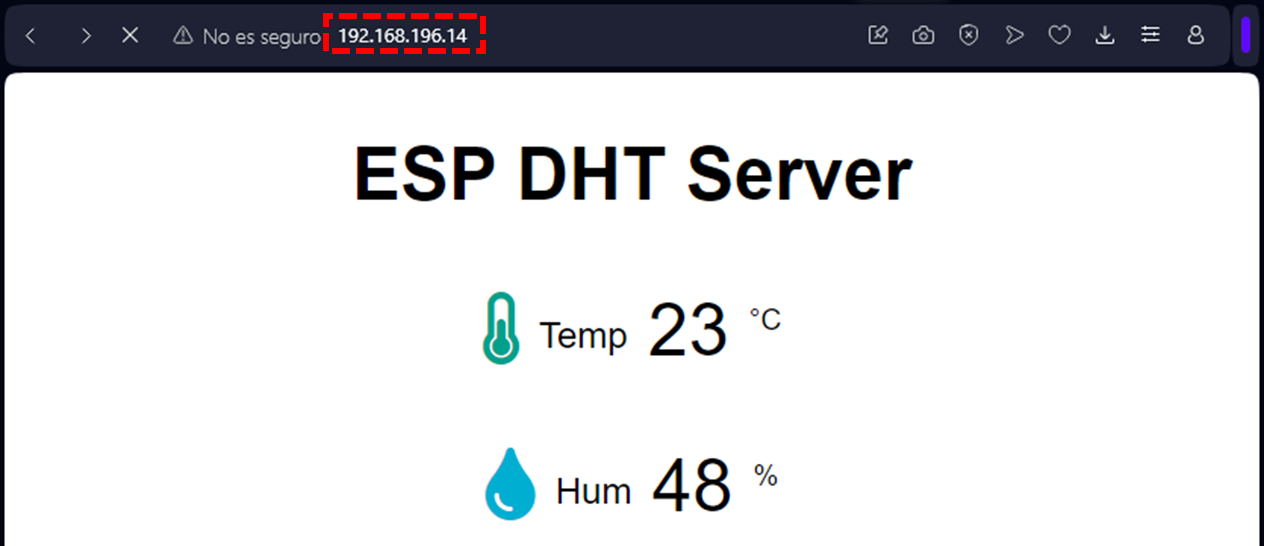 No es seguro 192.168.196.14
ESP DHT Server
Temp 23 °C
Hum 48 %